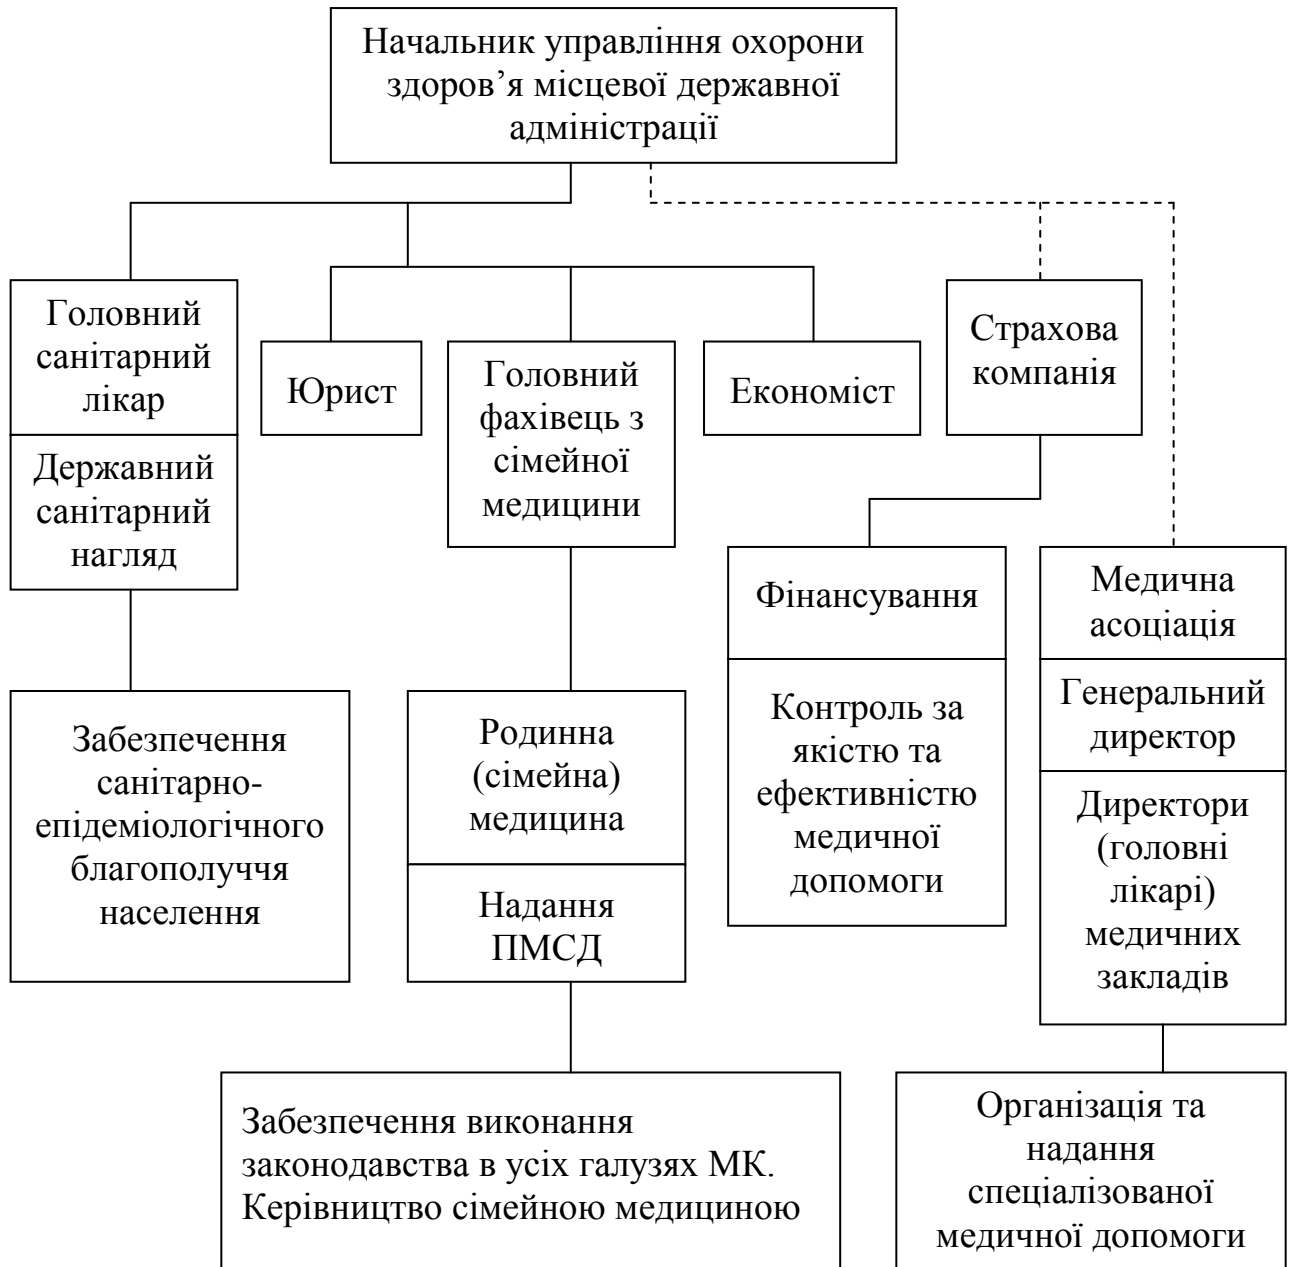 Начальник управління охорони
здоров’я місцевої державної
адміністрації
Головний
санітарний
лікар
Державний
санітарний
нагляд
Юрист
Головний
фахівець з
сімейної
медицини
Економіст
Страхова
компанія
Фінансування
Контроль за
якістю та
ефективністю
медичної
допомоги
Медична
асоціація
Генеральний
директор
Директори
(головні
лікарі)
медичних
закладів
Забезпечення
санітарно-
епідеміологічного
благополуччя
населення
Родинна
(сімейна)
медицина
Надання
ПМСД
Забезпечення виконання
законодавства в усіх галузях МК.
Керівництво сімейною медициною
Організація та
надання
спеціалізованої
медичної допомоги